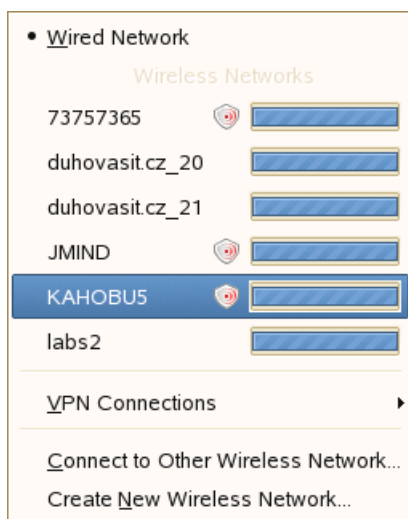 Wired Network
Wireless Networks
73757365
duhovasit.cz_20
duhovasit.cz_21
JMIND
KAHOBU5
labs2
VPN Connections
Connect to Other Wireless Network...
Create New Wireless Network...